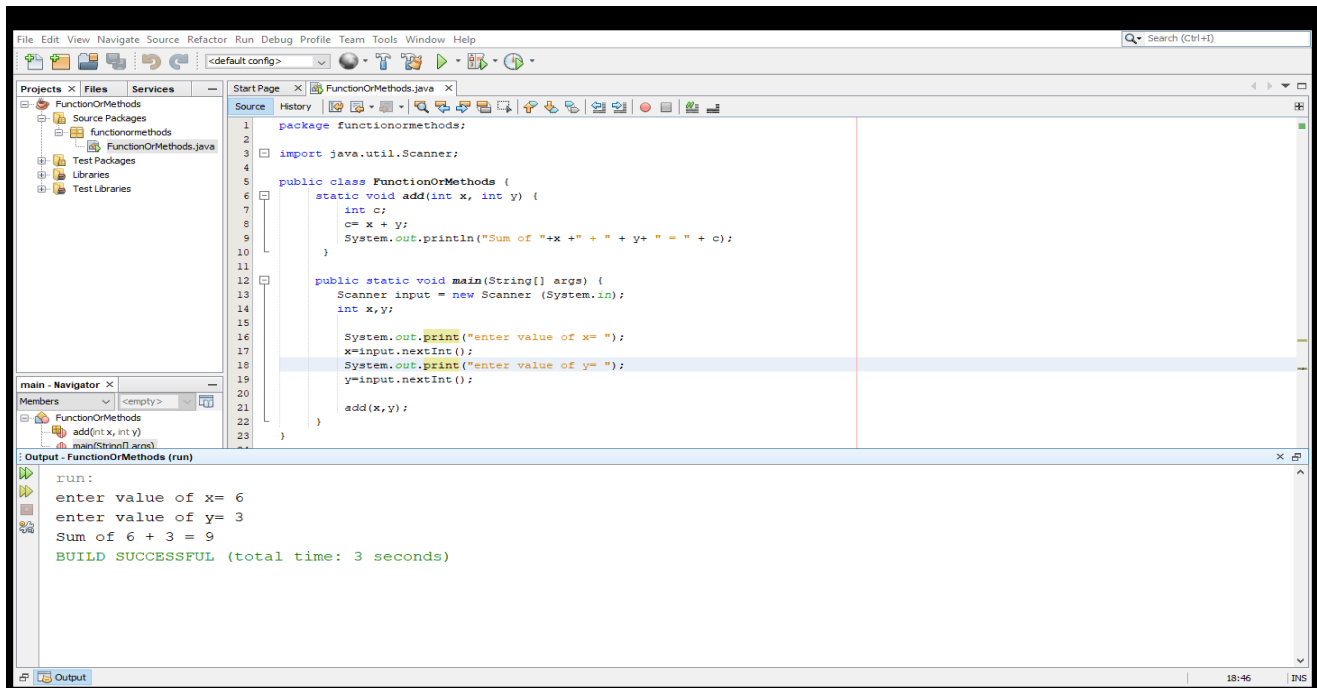 File Edit View Navigate Source Refactor Run Debug Profile Team Tools Window Help
Search (Ctrl+I)
<default config>
Projects × Files Services
Start Page × FunctionOrMethods.java ×
Source History
FunctionOrMethods
Source Packages
functionormethods
FunctionOrMethods.java
Test Packages
Libraries
Test Libraries
1 package functionormethods;
2
3 import java.util.Scanner;
4
5 public class FunctionOrMethods {
6 static void add(int x, int y) {
7 int c;
8 c= x + y;
9 System.out.println("Sum of "+x +" + " + y+ " = " + c);
10 }
11
12 public static void main(String[] args) {
13 Scanner input = new Scanner (System.in);
14 int x,y;
15
16 System.out.print("enter value of x= ");
17 x=input.nextInt();
18 System.out.print("enter value of y= ");
19 y=input.nextInt();
20
21 add(x,y);
22 }
23 }
main - Navigator ×
Members <empty>
FunctionOrMethods
add(int x, int y)
main(String[] args)
Output - FunctionOrMethods (run)
run:
enter value of x= 6
enter value of y= 3
Sum of 6 + 3 = 9
BUILD SUCCESSFUL (total time: 3 seconds)
Output
18:46 INS